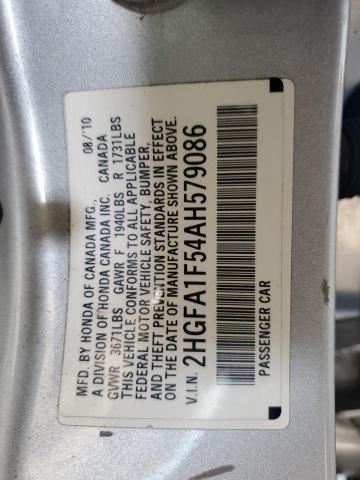 MFD. BY HONDA OF CANADA MFG., 08/10
A DIVISION OF HONDA CANADA INC. CANADA
GVWR 3671LBS GAWR F 1940LBS R 1731LBS
THIS VEHICLE CONFORMS TO ALL APPLICABLE
FEDERAL MOTOR VEHICLE SAFETY, BUMPER,
AND THEFT PREVENTION STANDARDS IN EFFECT
ON THE DATE OF MANUFACTURE SHOWN ABOVE.
V.I.N. 2HGFA1F54AH579086
PASSENGER CAR